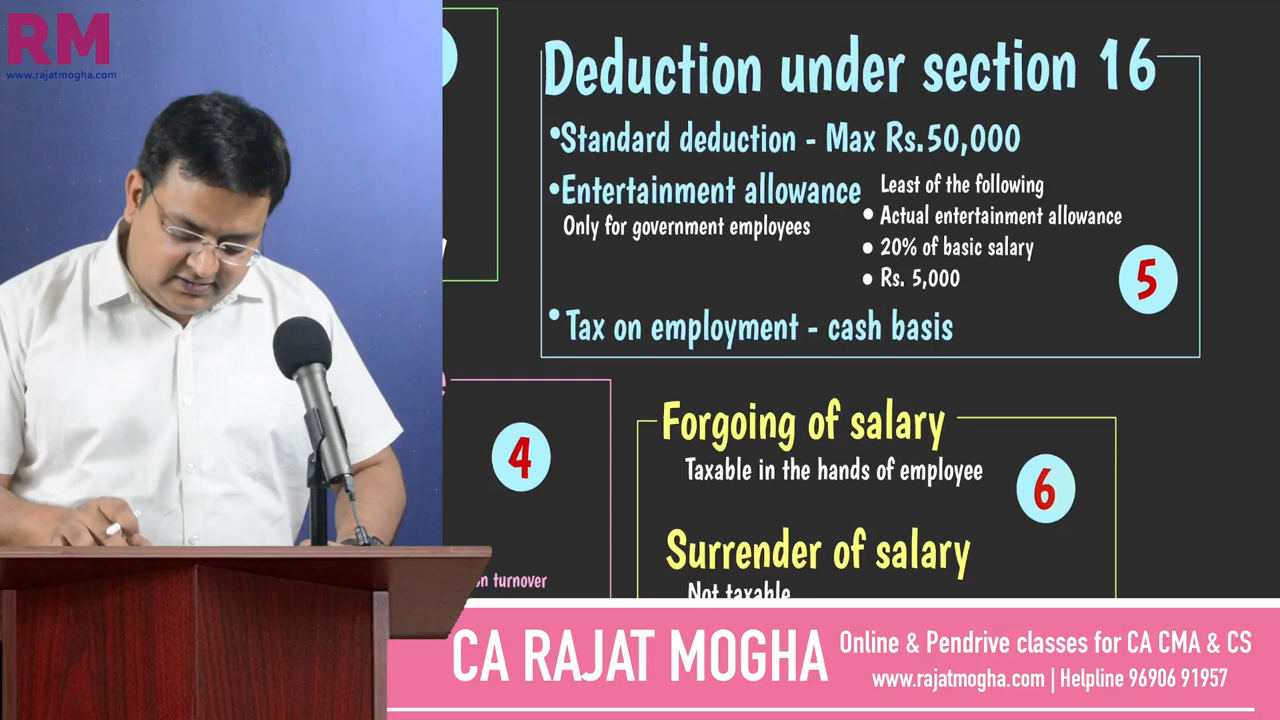 RM
www.rajatmogha.com
Deduction under section 16
•Standard deduction - Max Rs.50,000
•Entertainment allowance
Only for government employees
Least of the following
• Actual entertainment allowance
• 20% of basic salary
• Rs. 5,000
5
• Tax on employment - cash basis
4
on turnover
Forgoing of salary
Taxable in the hands of employee
6
Surrender of salary
Not taxable
CA RAJAT MOGHA
Online & Pendrive classes for CA CMA & CS
www.rajatmogha.com | Helpline 96906 91957